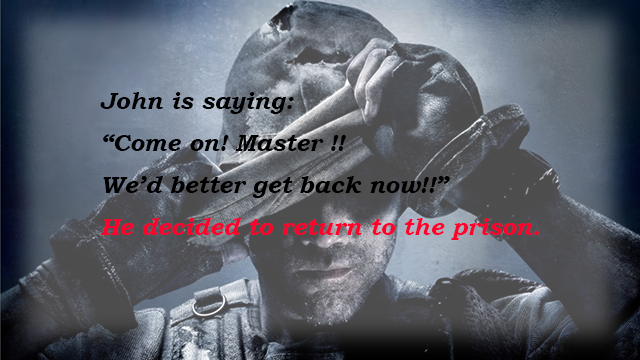 John is saying:
“Come on! Master !!
We’d better get back now!!”
He decided to return to the prison.